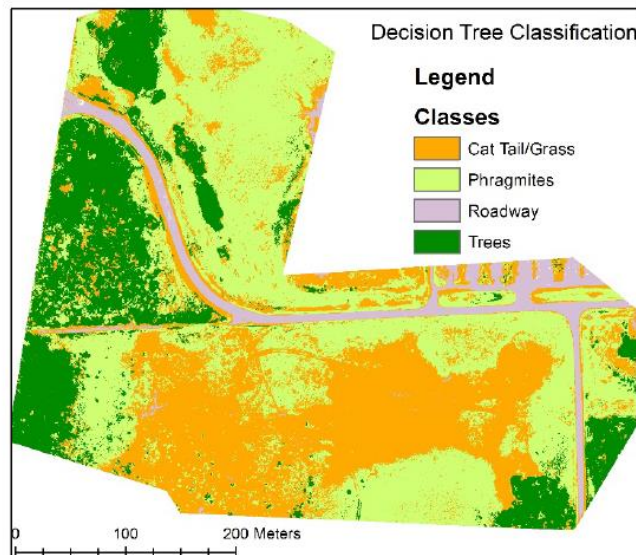 Decision Tree Classification
Legend
Classes
Cat Tail/Grass
Phragmites
Roadway
Trees
0 100 200 Meters